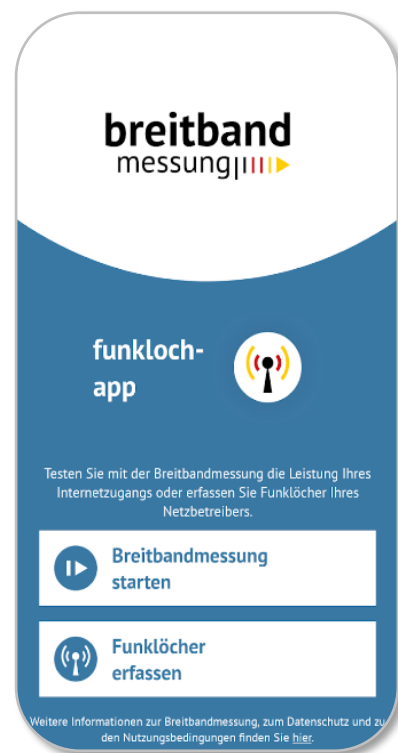 breitband
messung
funkloch-
app
Testen Sie mit der Breitbandmessung die Leistung Ihres
Internetzugangs oder erfassen Sie Funklöcher Ihres
Netzbetreibers.
Breitbandmessung
starten
Funklöcher
erfassen
Weitere Informationen zur Breitbandmessung, zum Datenschutz und zu
den Nutzungsbedingungen finden Sie hier.